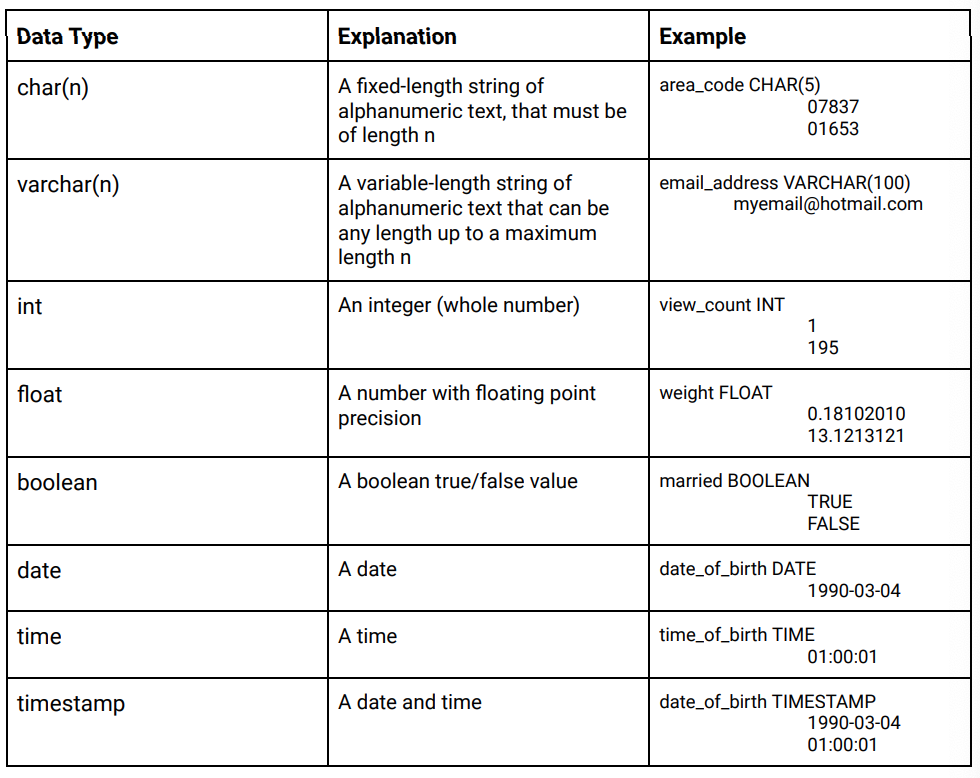 Data Type
Explanation
Example
char(n)
A fixed-length string of
alphanumeric text, that must be
of length n
area_code CHAR(5)
07837
01653
varchar(n)
A variable-length string of
alphanumeric text that can be
any length up to a maximum
length n
email_address VARCHAR(100)
myemail@hotmail.com
int
An integer (whole number)
view_count INT
1
195
float
A number with floating point
precision
weight FLOAT
0.18102010
13.1213121
boolean
A boolean true/false value
married BOOLEAN
TRUE
FALSE
date
A date
date_of_birth DATE
1990-03-04
time
A time
time_of_birth TIME
01:00:01
timestamp
A date and time
date_of_birth TIMESTAMP
1990-03-04
01:00:01